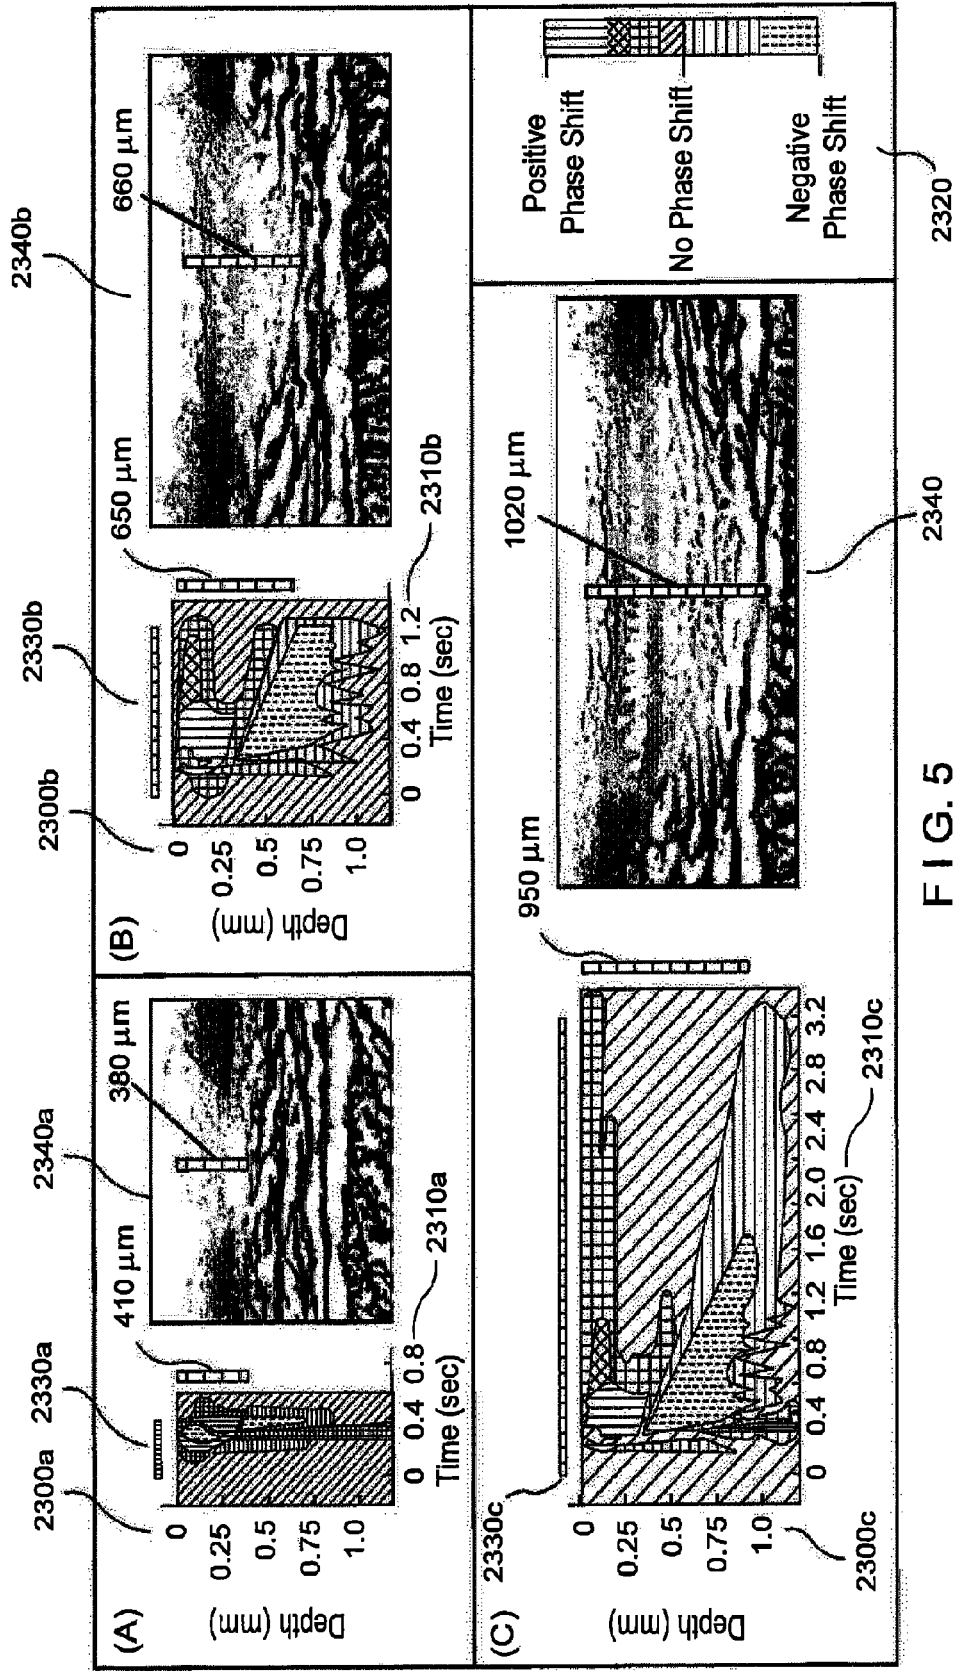 (A)
2300a
2330a
2340a
410 μm
380 μm
0
0.25
0.5
0.75
1.0
Depth (mm)
0 0.4 0.8
Time (sec)
2310a
(B)
2300b
2330b
2340b
650 μm
660 μm
0
0.25
0.5
0.75
1.0
Depth (mm)
0 0.4 0.8 1.2
Time (sec)
2310b
(C)
2330c
950 μm
1020 μm
0
0.25
0.5
0.75
1.0
Depth (mm)
2300c
0 0.4 0.8 1.2 1.6 2.0 2.4 2.8 3.2
Time (sec)
2310c
2340
Positive
Phase Shift
No Phase Shift
Negative
Phase Shift
2320
FIG. 5